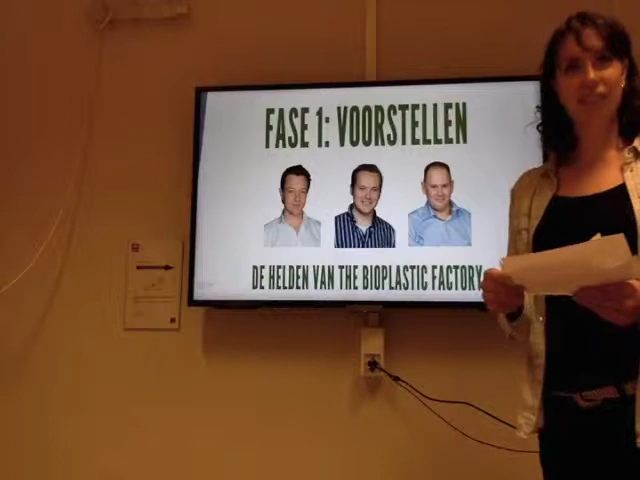 FASE 1: VOORSTELLEN
DE HELDEN VAN THE BIOPLASTIC FACTORY